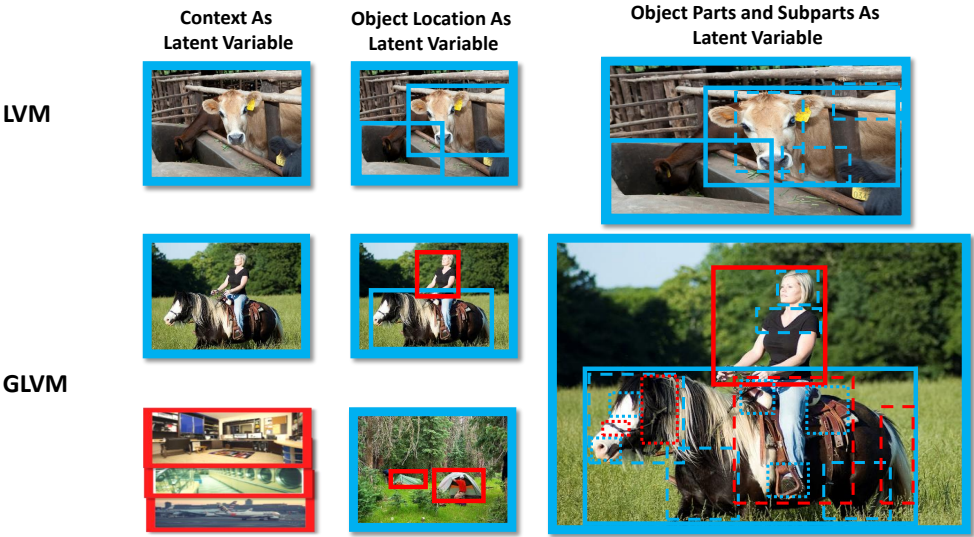 Context As
Latent Variable
Object Location As
Latent Variable
Object Parts and Subparts As
Latent Variable
LVM
GLVM